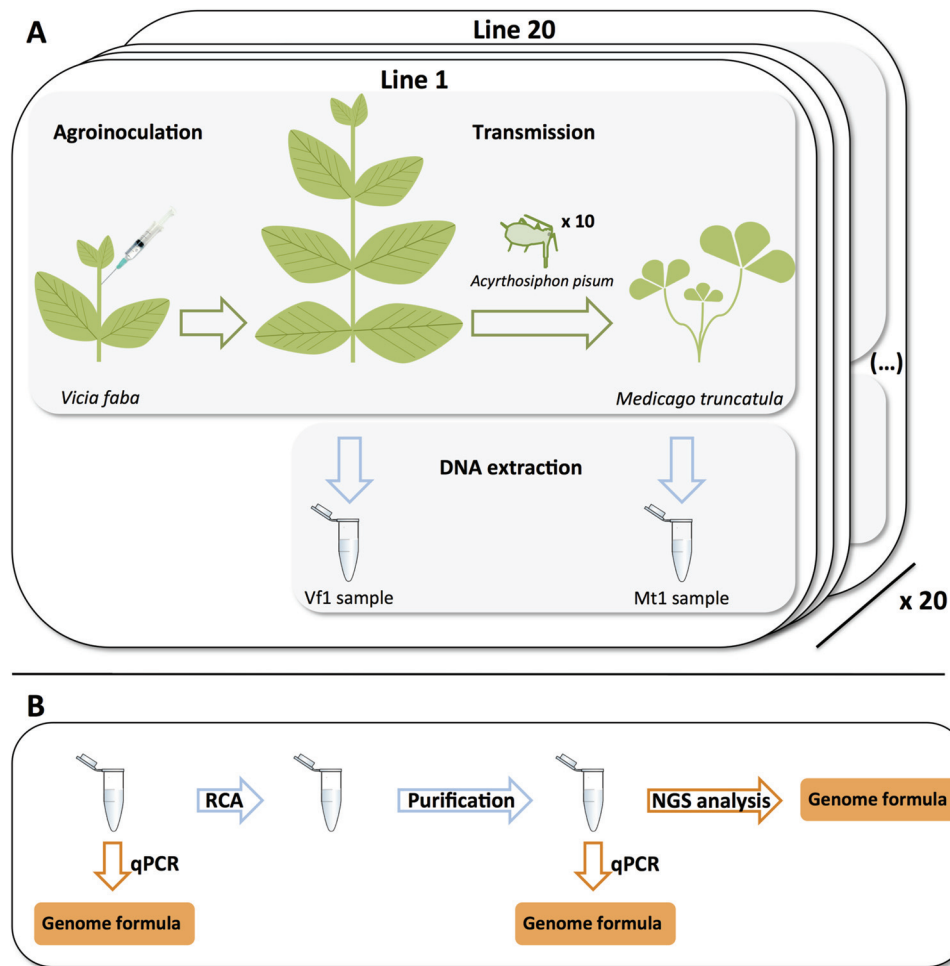 A
Line 20
Line 1
Agroinoculation
Transmission
x 10
Acyrthosiphon pisum
(...)
Vicia faba
Medicago truncatula
DNA extraction
Vf1 sample
Mt1 sample
x 20
B
RCA
Purification
NGS analysis
Genome formula
qPCR
qPCR
Genome formula
Genome formula